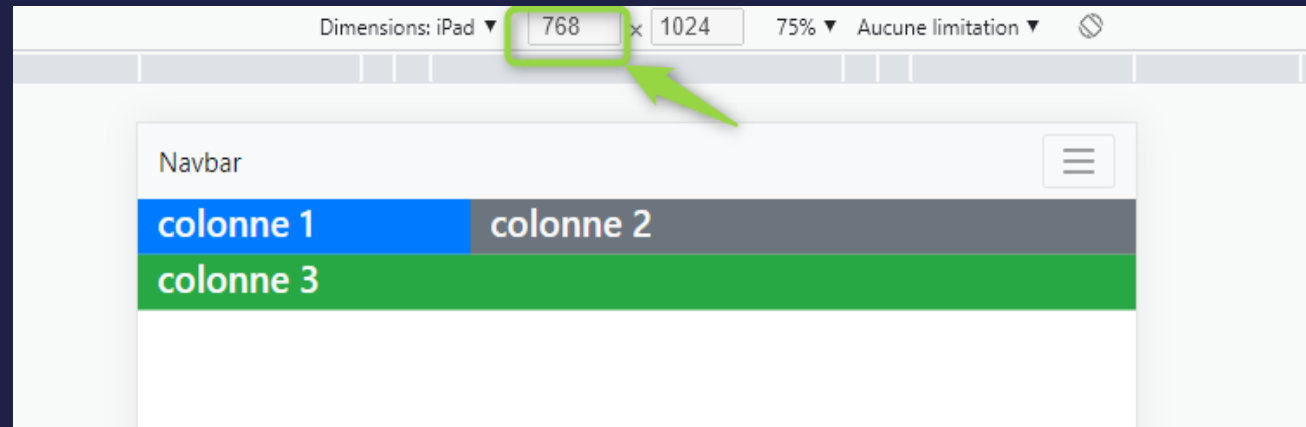 Dimensions: iPad ▼ 768 × 1024 75% ▼ Aucune limitation ▼
Navbar
colonne 1 colonne 2
colonne 3